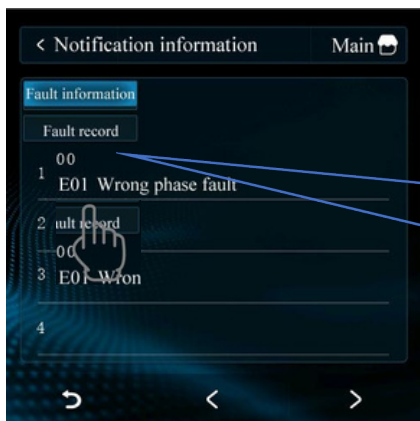 < Notification information Main
Fault information
Fault record
00
1
E01 Wrong phase fault
2 ault record
00
3 E01 Wron
4
< >